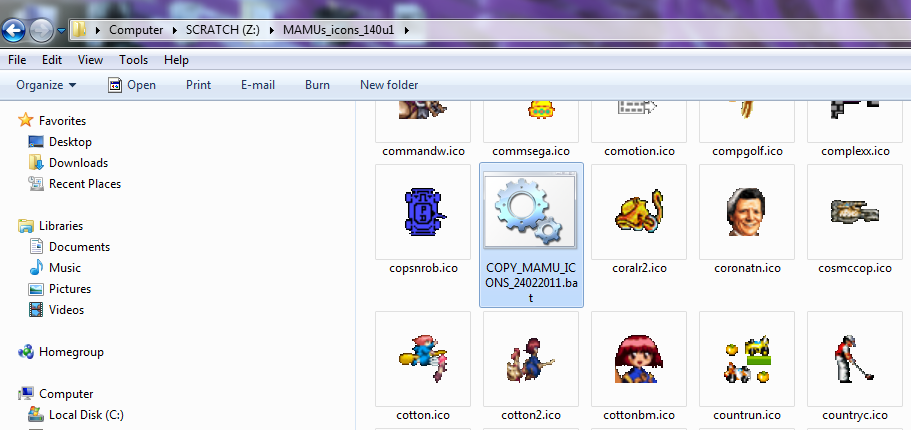 Computer SCRATCH (Z:) MAMUs_icons_140u1
File Edit View Tools Help
Organize Open Print E-mail Burn New folder
Favorites
Desktop
Downloads
Recent Places
Libraries
Documents
Music
Pictures
Videos
Homegroup
Computer
Local Disk (C:)
commandw.ico commsega.ico comotion.ico compgolf.ico complexx.ico
copsnrob.ico
COPY_MAMU_IC
ONS_24022011.ba
t
coralr2.ico coronatn.ico cosmccop.ico
cotton.ico cotton2.ico cottonbm.ico countrun.ico countryc.ico